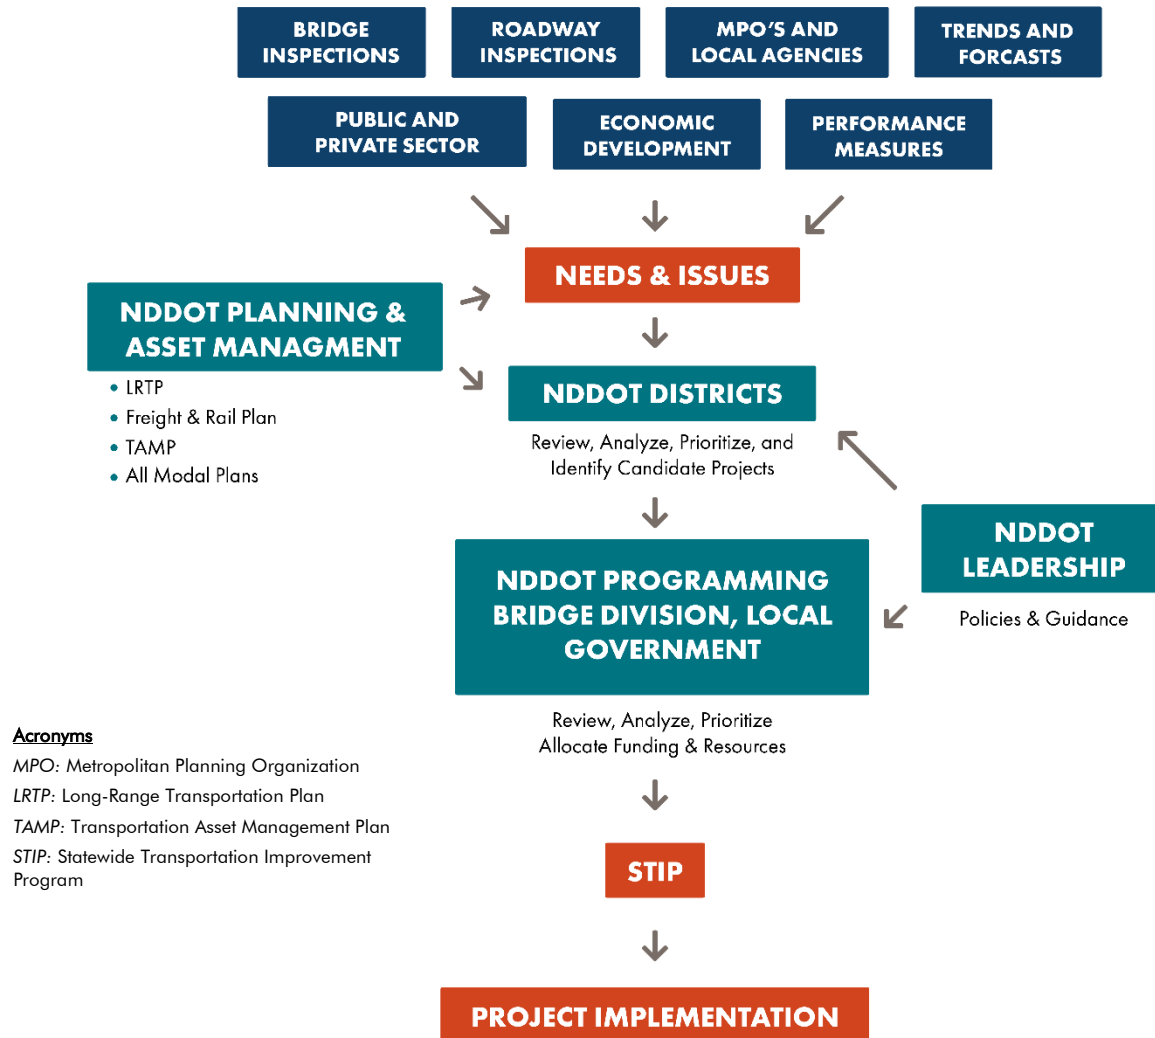 BRIDGE
INSPECTIONS
ROADWAY
INSPECTIONS
MPO'S AND
LOCAL AGENCIES
TRENDS AND
FORCASTS
PUBLIC AND
PRIVATE SECTOR
ECONOMIC
DEVELOPMENT
PERFORMANCE
MEASURES
NEEDS & ISSUES
NDDOT PLANNING &
ASSET MANAGMENT
• LRTP
• Freight & Rail Plan
• TAMP
• All Modal Plans
NDDOT DISTRICTS
Review, Analyze, Prioritize, and
Identify Candidate Projects
NDDOT
LEADERSHIP
Policies & Guidance
NDDOT PROGRAMMING
BRIDGE DIVISION, LOCAL
GOVERNMENT
Review, Analyze, Prioritize
Allocate Funding & Resources
Acronyms
MPO: Metropolitan Planning Organization
LRTP: Long-Range Transportation Plan
TAMP: Transportation Asset Management Plan
STIP: Statewide Transportation Improvement
Program
STIP
PROJECT IMPLEMENTATION